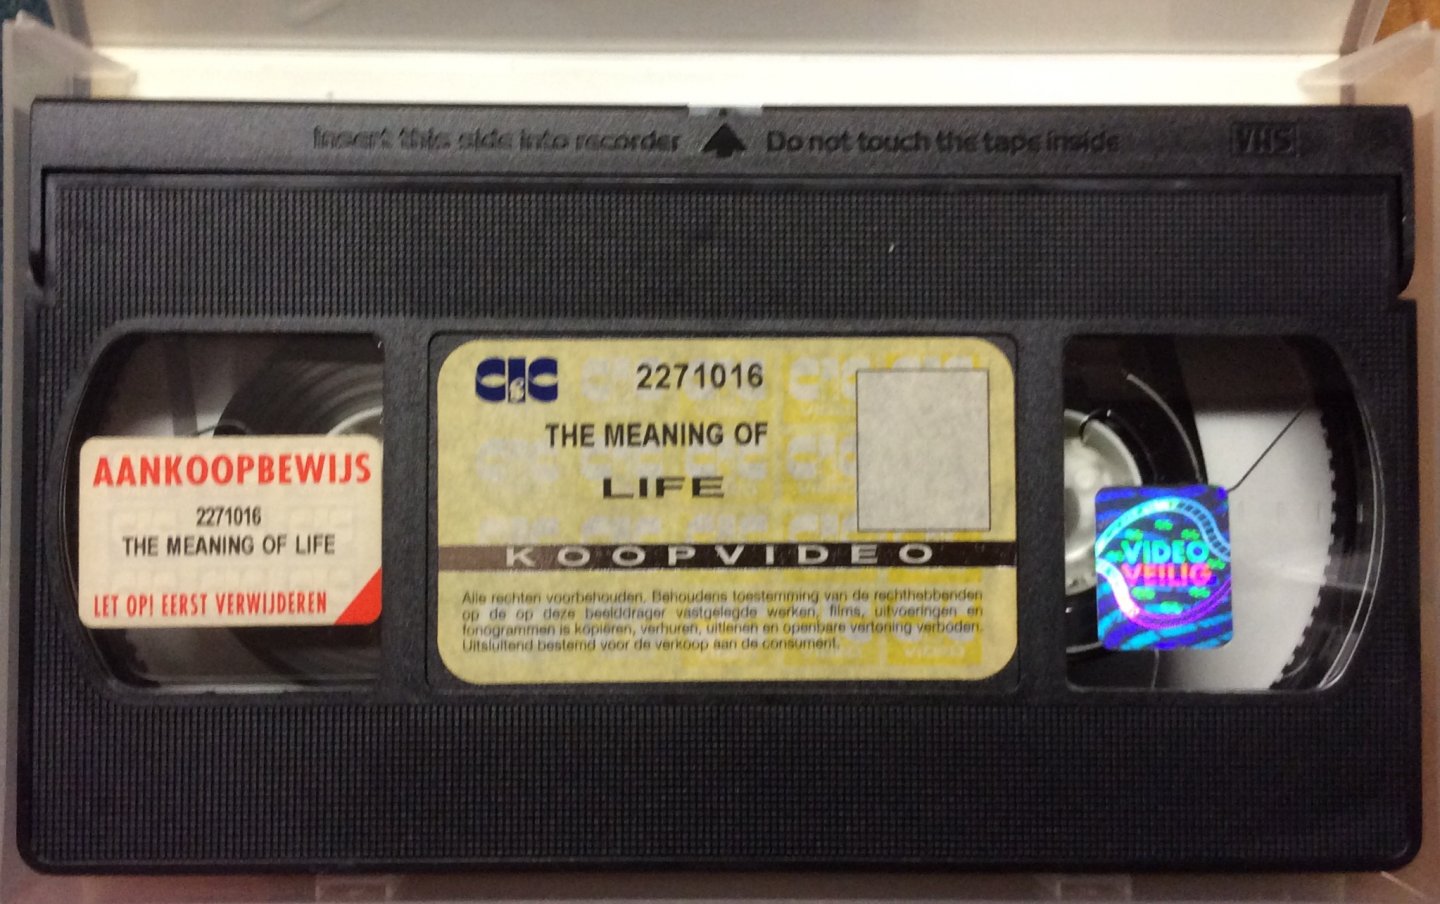 Insert this side into recorder Do not touch the tape inside VHS
CIC 2271016
THE MEANING OF
LIFE
KOOPVIDEO
Alle rechten voorbehouden. Behoudens toestemming van de rechthebbenden
op de op deze beelddrager vastgelegde werken, films, uitvoeringen en
fonogrammen is kopiëren, verhuren, uitlenen en openbare vertoning verboden.
Uitsluitend bestemd voor de verkoop aan de consument.
AANKOOPBEWIJS
2271016
THE MEANING OF LIFE
LET OP! EERST VERWIJDEREN
VIDEO
VEILIG